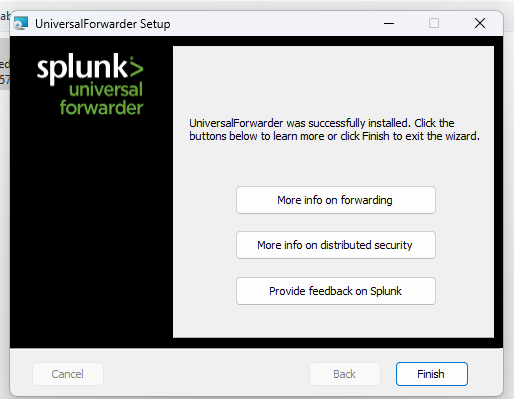 UniversalForwarder Setup
splunk>
universal
forwarder
UniversalForwarder was successfully installed. Click the
buttons below to learn more or click Finish to exit the wizard.
More info on forwarding
More info on distributed security
Provide feedback on Splunk
Cancel
Back
Finish